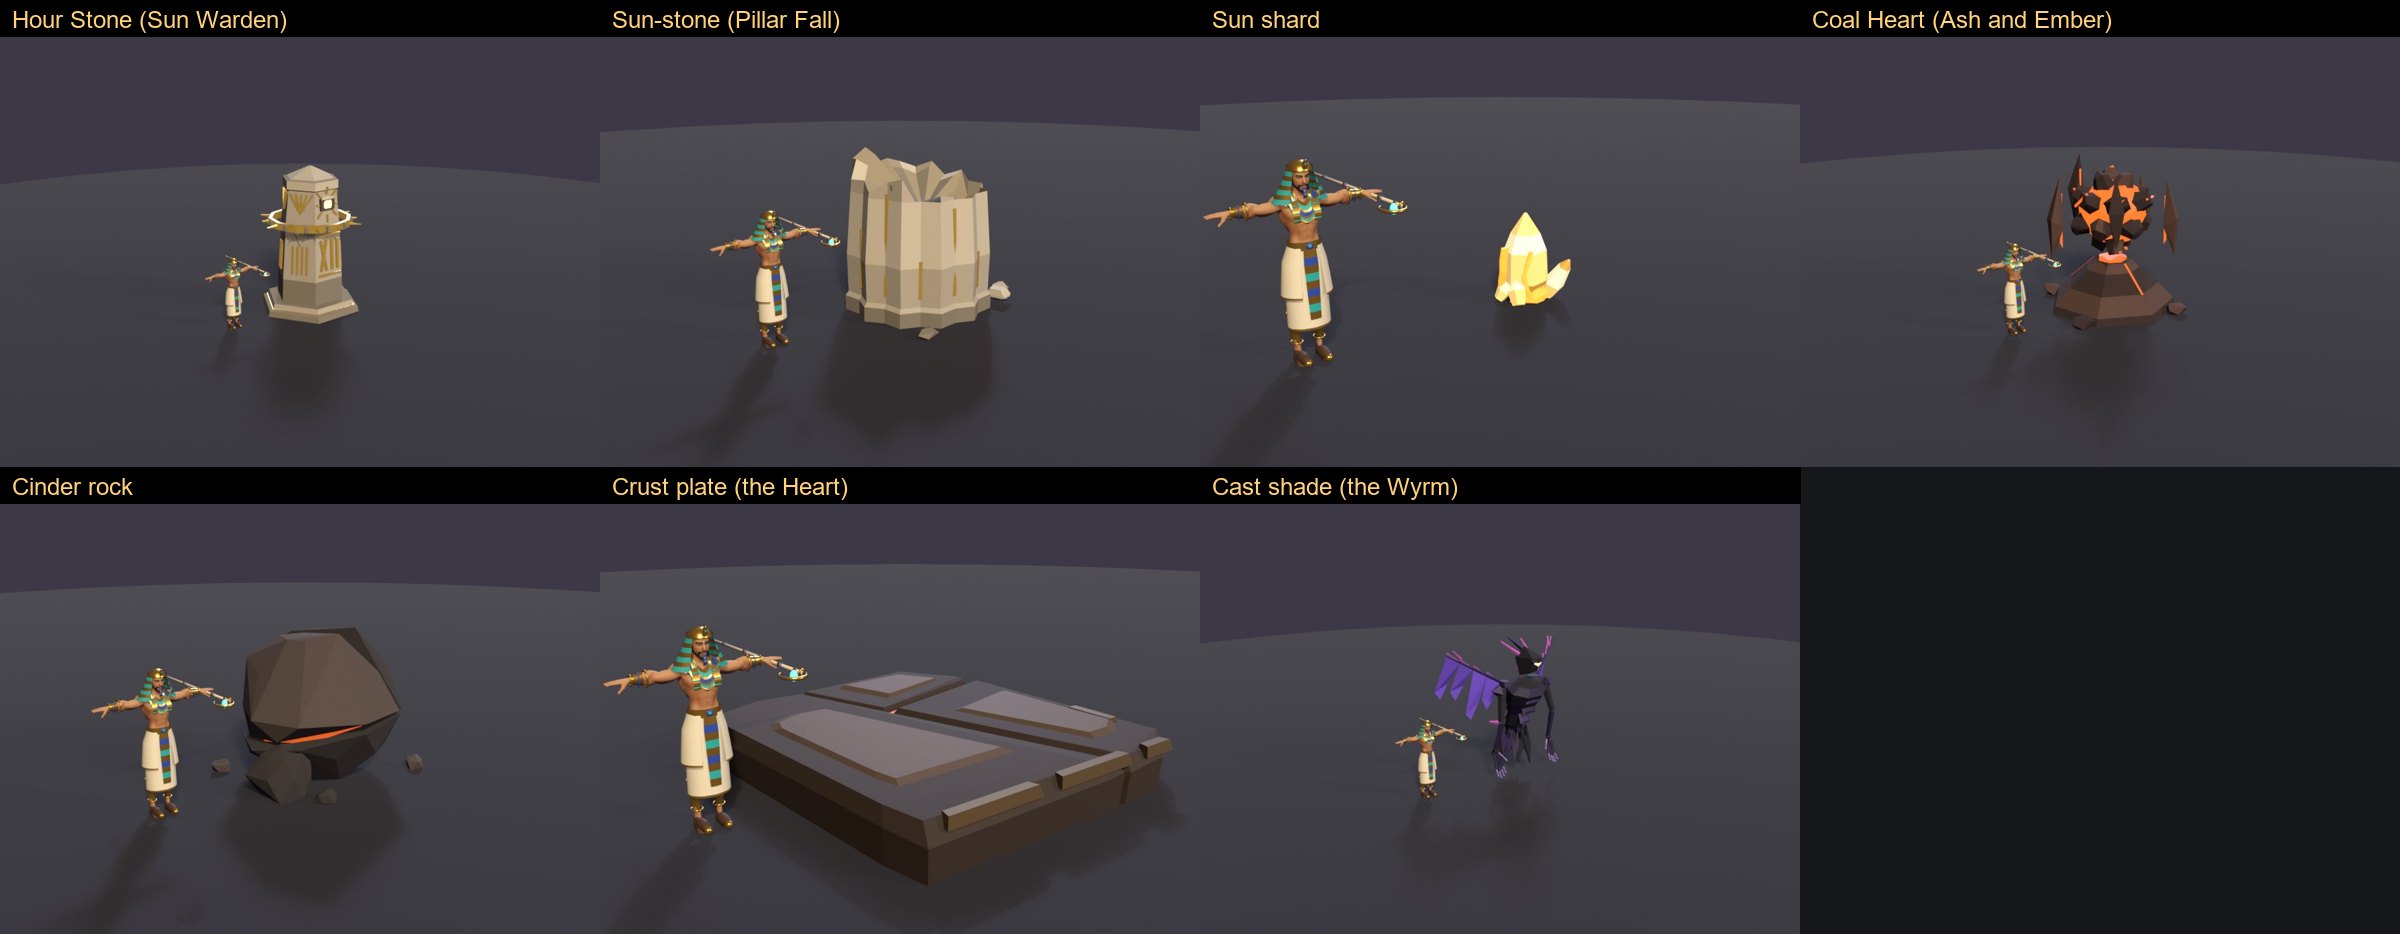 Hour Stone (Sun Warden)
Sun-stone (Pillar Fall)
Sun shard
Coal Heart (Ash and Ember)
XII
Cinder rock
Crust plate (the Heart)
Cast shade (the Wyrm)